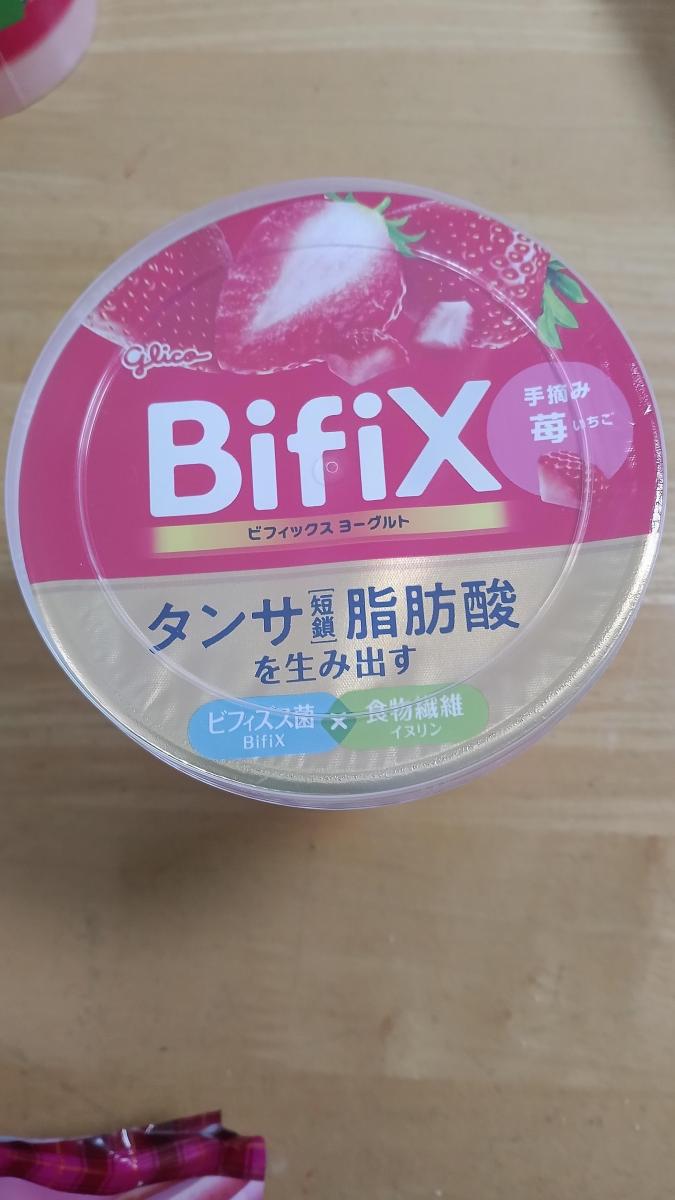 Glico
BifiX
手摘み
苺 いちご
ビフィックス ヨーグルト
タンサ[短鎖]脂肪酸
を生み出す
ビフィズス菌 × 食物繊維
BifiX イヌリン